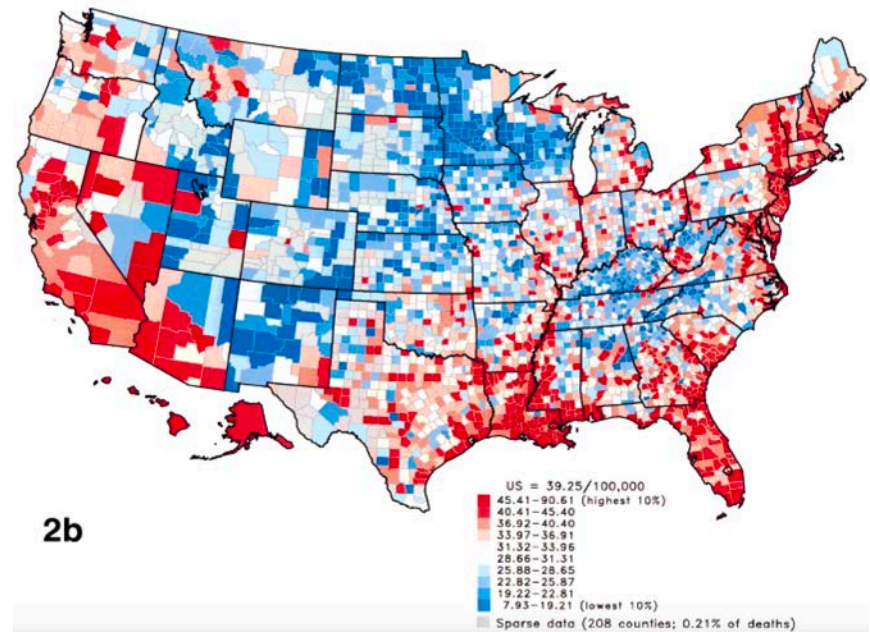 US = 39.25/100,000
45.41-90.61 (highest 10%)
40.41-45.40
36.92-40.40
33.97-36.91
31.32-33.96
28.66-31.31
25.88-28.65
22.82-25.87
19.22-22.81
7.93-19.21 (lowest 10%)
Sparse data (208 counties; 0.21% of deaths)
2b